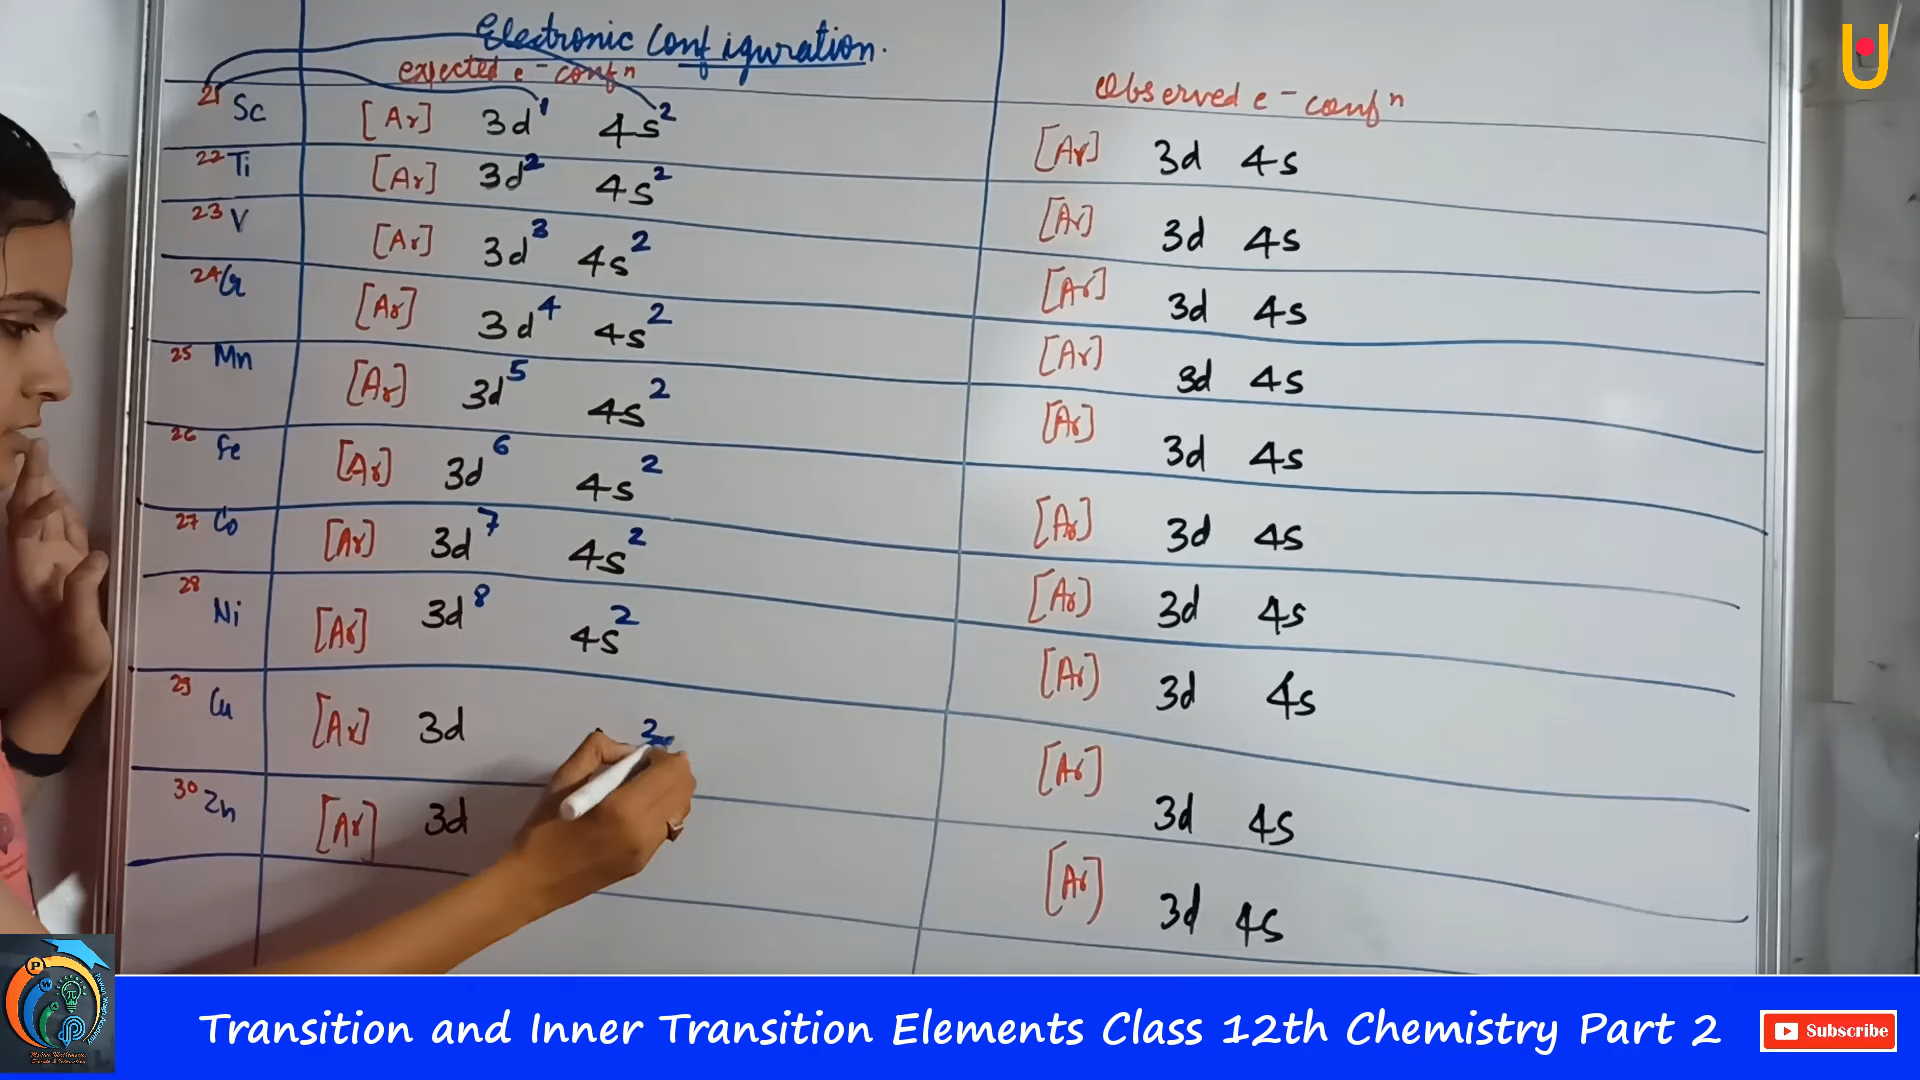 Electronic Configuration.
expected e⁻ confⁿ
Observed e⁻ confⁿ
21 Sc [Ar] 3d¹ 4s²
[Ar] 3d 4s
22 Ti [Ar] 3d² 4s²
[Ar] 3d 4s
23 V [Ar] 3d³ 4s²
[Ar] 3d 4s
24 Cr [Ar] 3d⁴ 4s²
[Ar] 3d 4s
25 Mn [Ar] 3d⁵ 4s²
[Ar] 3d 4s
26 Fe [Ar] 3d⁶ 4s²
[Ar] 3d 4s
27 Co [Ar] 3d⁷ 4s²
[Ar] 3d 4s
28 Ni [Ar] 3d⁸ 4s²
[Ar] 3d 4s
29 Cu [Ar] 3d 2
[Ar] 3d 4s
30 Zn [Ar] 3d
[Ar] 3d 4s
Transition and Inner Transition Elements Class 12th Chemistry Part 2
Subscribe